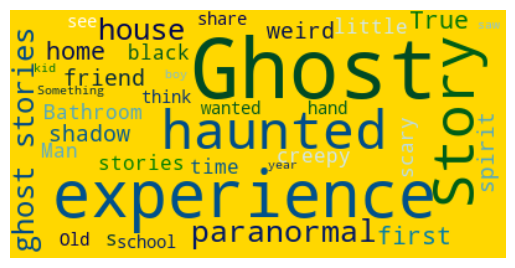 see
share
True
house
weird
little
saw
home
black
Ghost
kid
friend
boy
Something
think
wanted
hand
Bathroom
haunted
shadow
Man
creepy
scary
Story
spirit
ghost stories
stories
time
year
experience
Old
s
school
paranormal
first